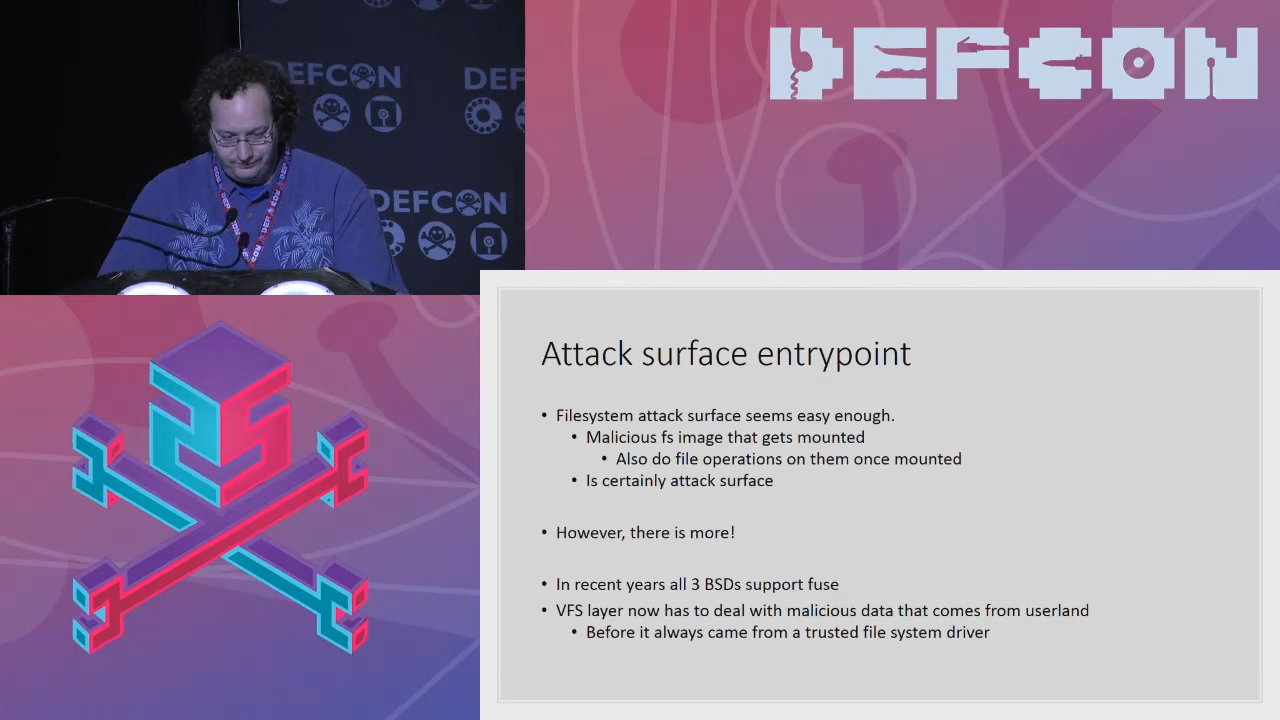 DEFCON
DEFCON
DEF
DEFCON
Attack surface entrypoint
• Filesystem attack surface seems easy enough.
• Malicious fs image that gets mounted
• Also do file operations on them once mounted
• Is certainly attack surface
• However, there is more!
• In recent years all 3 BSDs support fuse
• VFS layer now has to deal with malicious data that comes from userland
• Before it always came from a trusted file system driver